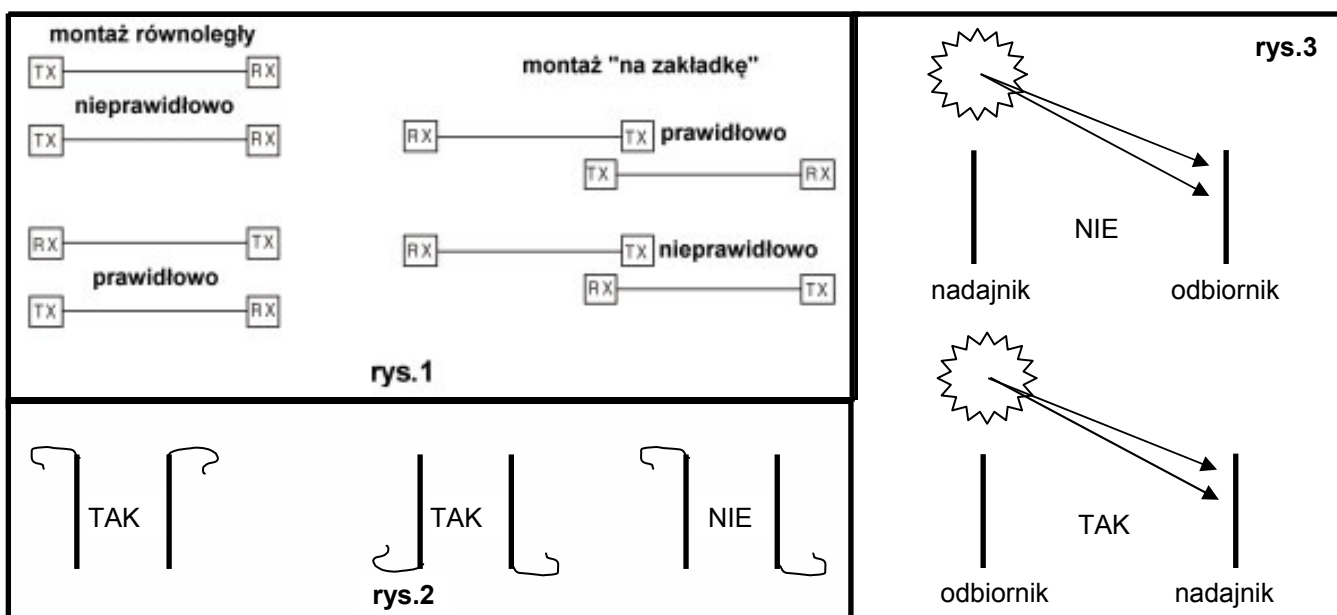 montaż równoległy
TX RX
nieprawidłowo
TX RX
RX TX
prawidłowo
TX RX
montaż "na zakładkę"
RX TX prawidłowo
TX RX
RX TX nieprawidłowo
RX TX
rys.1
TAK
TAK
NIE
rys.2
rys.3
NIE
nadajnik odbiornik
TAK
odbiornik nadajnik